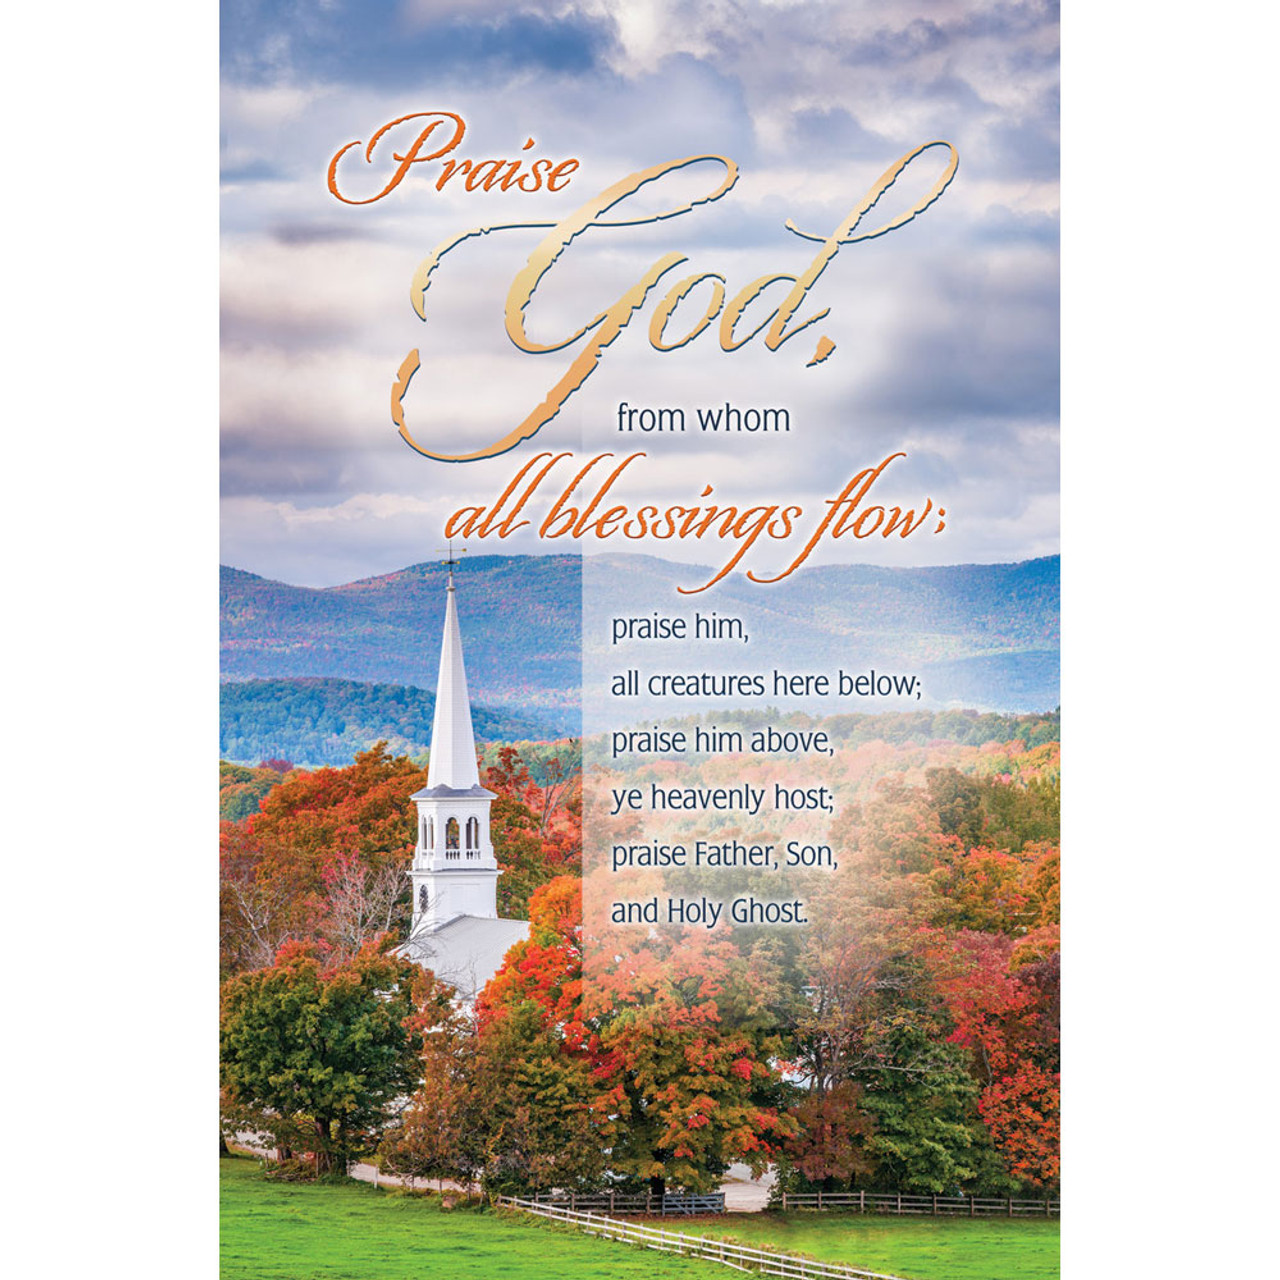 Praise
God,
from whom
all blessings flow;
praise him,
all creatures here below;
praise him above,
ye heavenly host;
praise Father, Son,
and Holy Ghost.